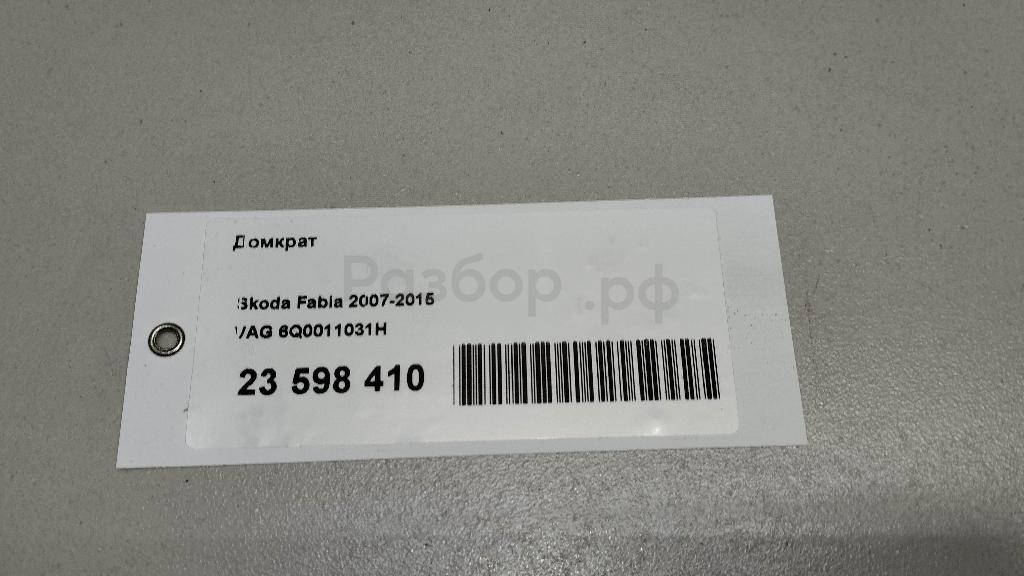 Домкрат
Разбор.рф
Skoda Fabia 2007-2015
VAG 6Q0011031H
23 598 410